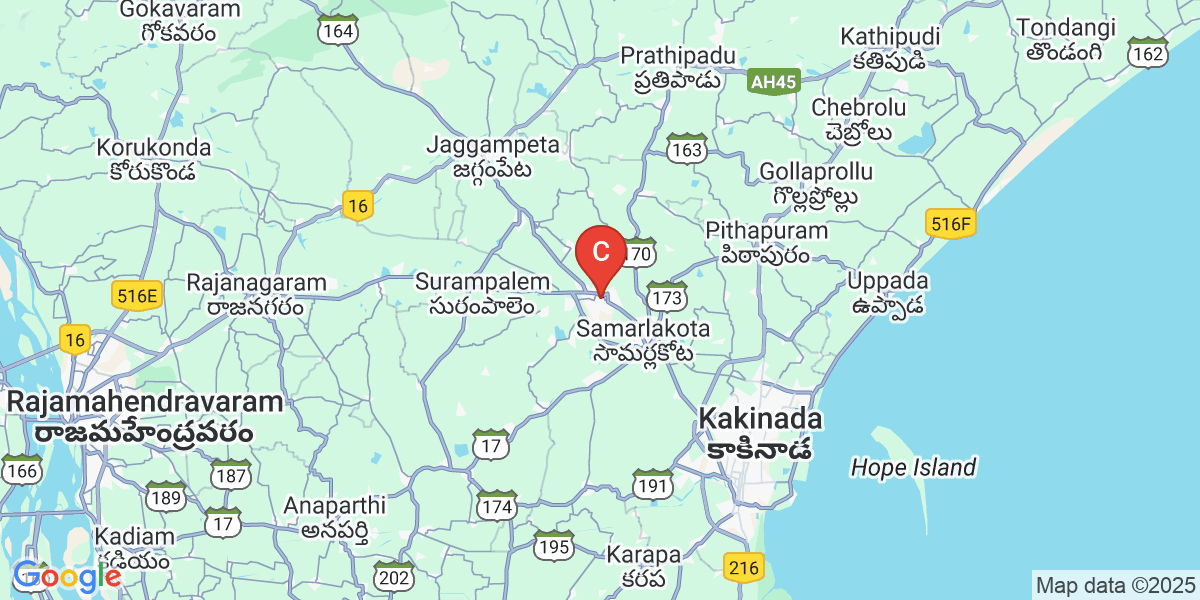 Gokavaram
గోకవరం
164
Prathipadu
ప్రతిపాడు
Kathipudi
కతిపూడి
Tondangi
తొండంగి
162
AH45
Chebrolu
చెబ్రోలు
Korukonda
కోరుకొండ
Jaggampeta
జగ్గంపేట
163
Gollaprollu
గొల్లప్రోలు
16
516F
Pithapuram
పిఠాపురం
C
170
Rajanagaram
రాజనగరం
516E
Surampalem
సురంపాలెం
173
Uppada
ఉప్పాడ
16
Samarlakota
సామర్లకోట
Rajamahendravaram
రాజమహేంద్రవరం
Kakinada
కాకినాడ
17
Hope Island
166
187
189
191
17
Anaparthi
అనపర్తి
174
Kadiam
కడియం
195
Karapa
కరప
202
216
Google
Map data ©2025